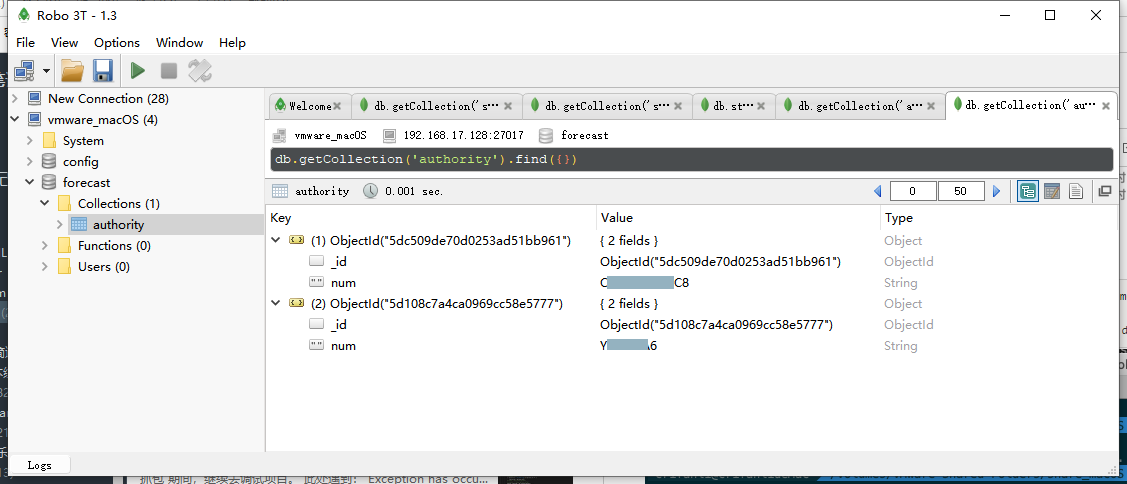 Robo 3T - 1.3
File View Options Window Help
New Connection (28)
vmware_macOS (4)
System
config
forecast
Collections (1)
authority
Functions (0)
Users (0)
Welcome db.getCollection('s··· db.getCollection('s··· db.st··· db.getCollection('a··· db.getCollection('au···
vmware_macOS 192.168.17.128:27017 forecast
db.getCollection('authority').find({})
authority 0.001 sec. 0 50
Key Value Type
(1) ObjectId("5dc509de70d0253ad51bb961") { 2 fields } Object
_id ObjectId("5dc509de70d0253ad51bb961") ObjectId
num C C8 String
(2) ObjectId("5d108c7a4ca0969cc58e5777") { 2 fields } Object
_id ObjectId("5d108c7a4ca0969cc58e5777") ObjectId
num Y A6 String
Logs
抓包 期间，继续去调试项目。 此处遇到： Exception has occu...